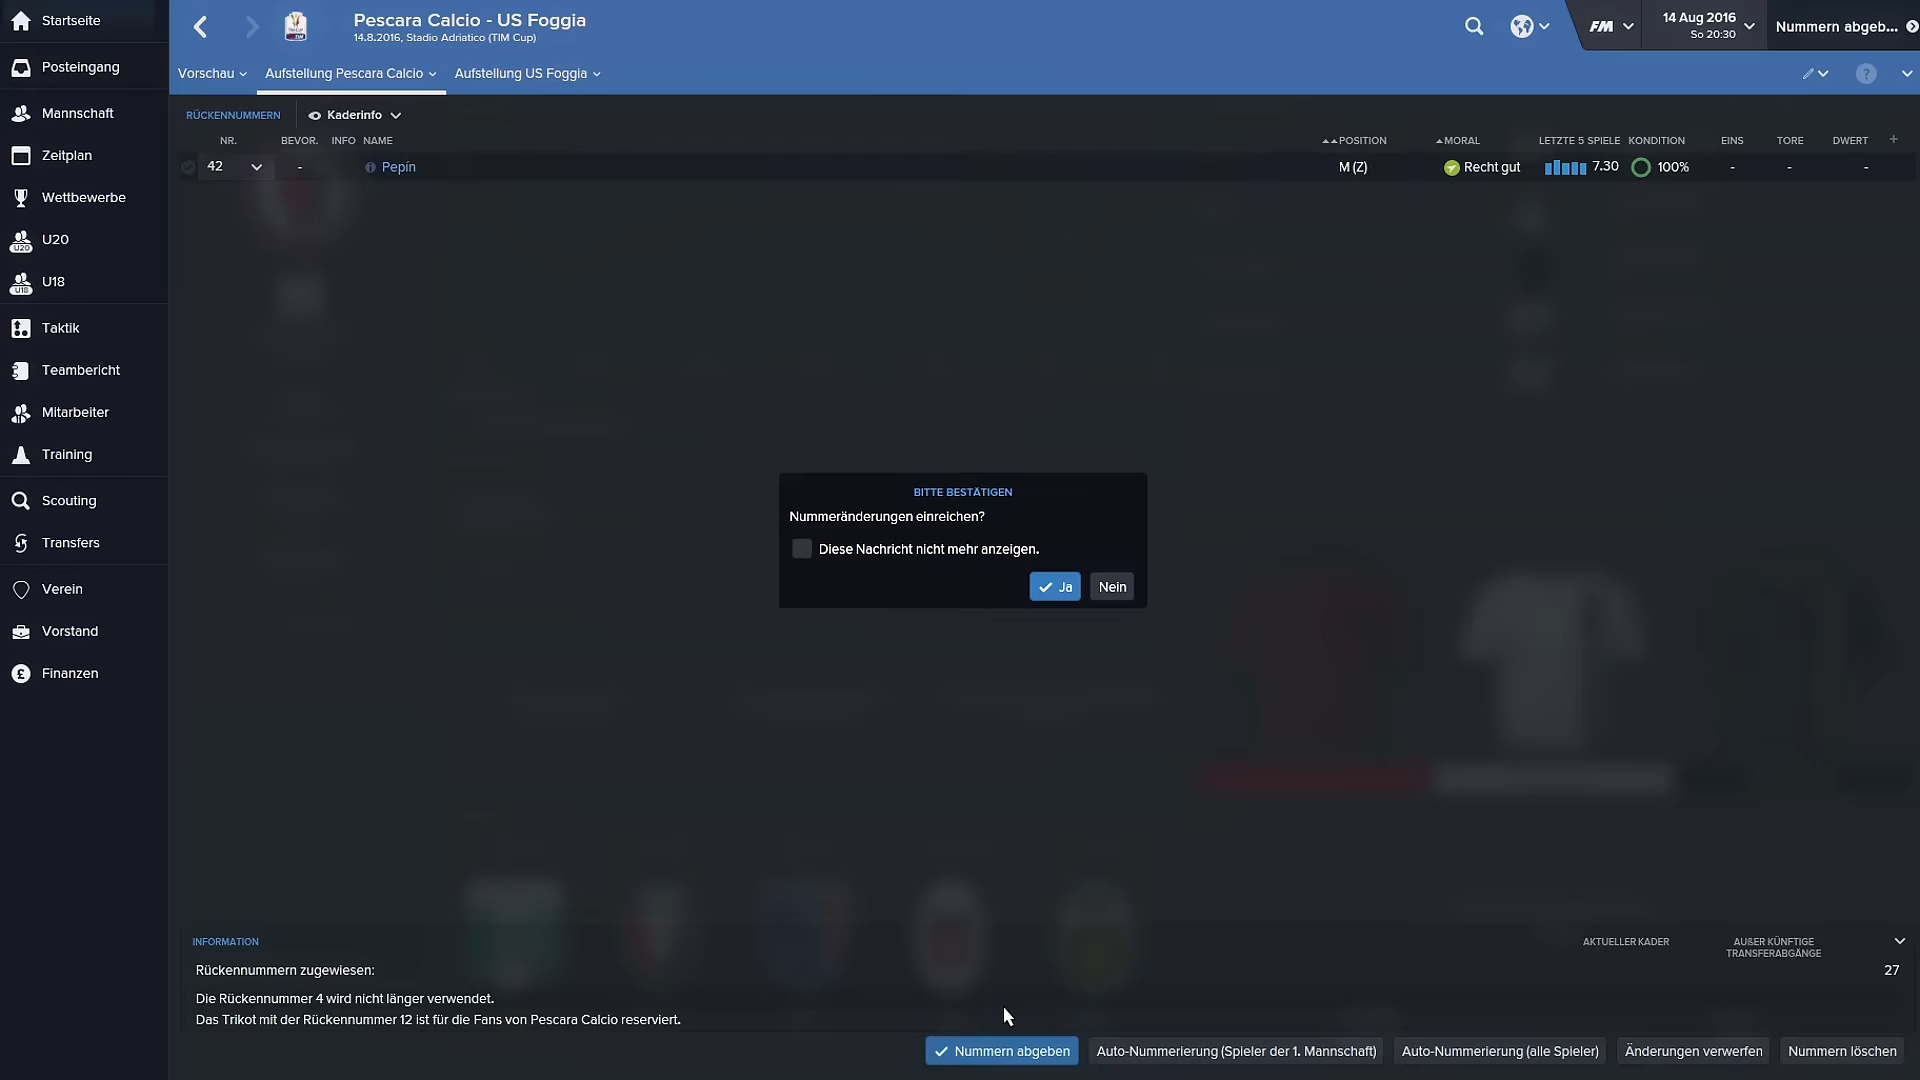 Startseite
Pescara Calcio - US Foggia
14.8.2016, Stadio Adriatico (TIM Cup)
FM
14 Aug 2016
So 20:30
Nummern abgeb...
Posteingang
Vorschau
Aufstellung Pescara Calcio
Aufstellung US Foggia
?
Mannschaft
RÜCKENNUMMERN
Kaderinfo
NR.
BEVOR.
INFO
NAME
POSITION
MORAL
LETZTE 5 SPIELE
KONDITION
EINS
TORE
DWERT
+
Zeitplan
42
-
Pepín
M (Z)
Recht gut
7.30
100%
-
-
-
Wettbewerbe
U20
U18
Taktik
Teambericht
Mitarbeiter
Training
Scouting
Transfers
Verein
Vorstand
Finanzen
BITTE BESTÄTIGEN
Nummeränderungen einreichen?
Diese Nachricht nicht mehr anzeigen.
Ja
Nein
INFORMATION
AKTUELLER KADER
AUßER KÜNFTIGE
TRANSFERABGÄNGE
Rückennummern zugewiesen:
27
Die Rückennummer 4 wird nicht länger verwendet.
Das Trikot mit der Rückennummer 12 ist für die Fans von Pescara Calcio reserviert.
Nummern abgeben
Auto-Nummerierung (Spieler der 1. Mannschaft)
Auto-Nummerierung (alle Spieler)
Änderungen verwerfen
Nummern löschen